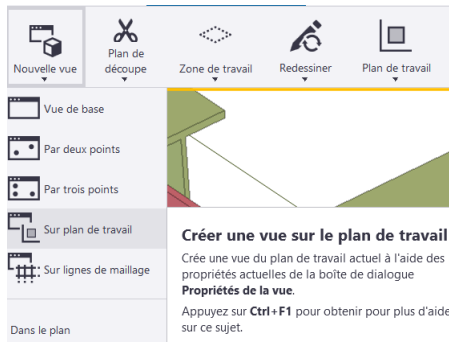 Nouvelle vue
Plan de
découpe
Zone de travail
Redessiner
Plan de travail
Vue de base
Par deux points
Par trois points
Sur plan de travail
Sur lignes de maillage
Dans le plan
Créer une vue sur le plan de travail
Crée une vue du plan de travail actuel à l'aide des
propriétés actuelles de la boîte de dialogue
Propriétés de la vue.
Appuyez sur Ctrl+F1 pour obtenir pour plus d'aide
sur ce sujet.